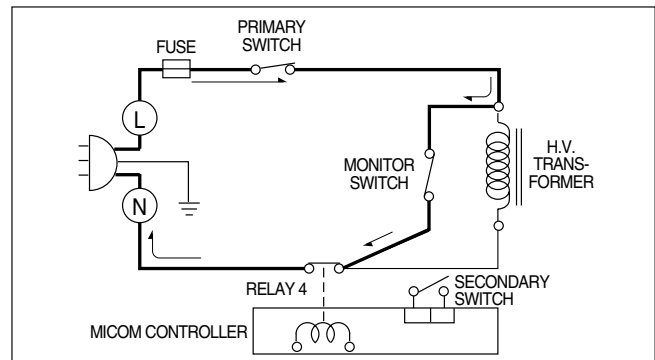 PRIMARY
SWITCH
FUSE
L
H.V.
TRANS-
FORMER
MONITOR
SWITCH
N
RELAY 4
SECONDARY
SWITCH
MICOM CONTROLLER